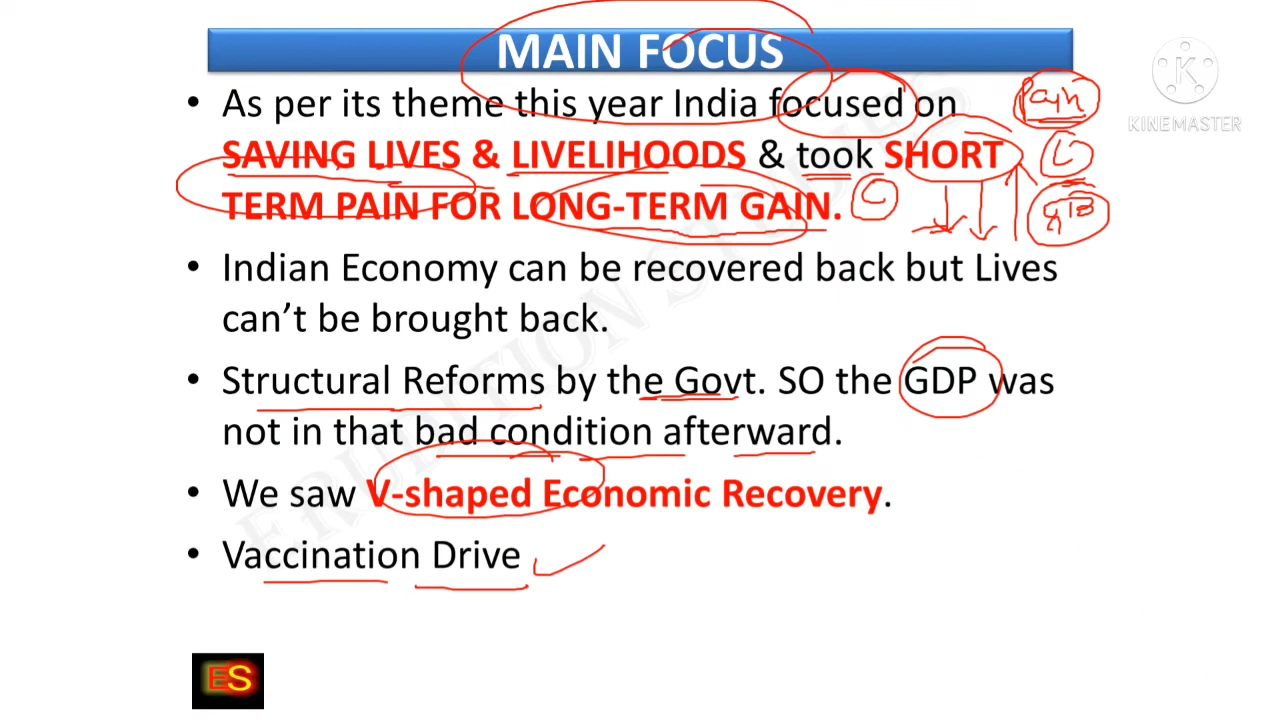 MAIN FOCUS
• As per its theme this year India focused on
SAVING LIVES & LIVELIHOODS & took SHORT
TERM PAIN FOR LONG-TERM GAIN.
• Indian Economy can be recovered back but Lives
can't be brought back.
• Structural Reforms by the Govt. SO the GDP was
not in that bad condition afterward.
• We saw V-shaped Economic Recovery.
• Vaccination Drive
Pain
K
KINEMASTER
ERUDITION STUDIES
ES